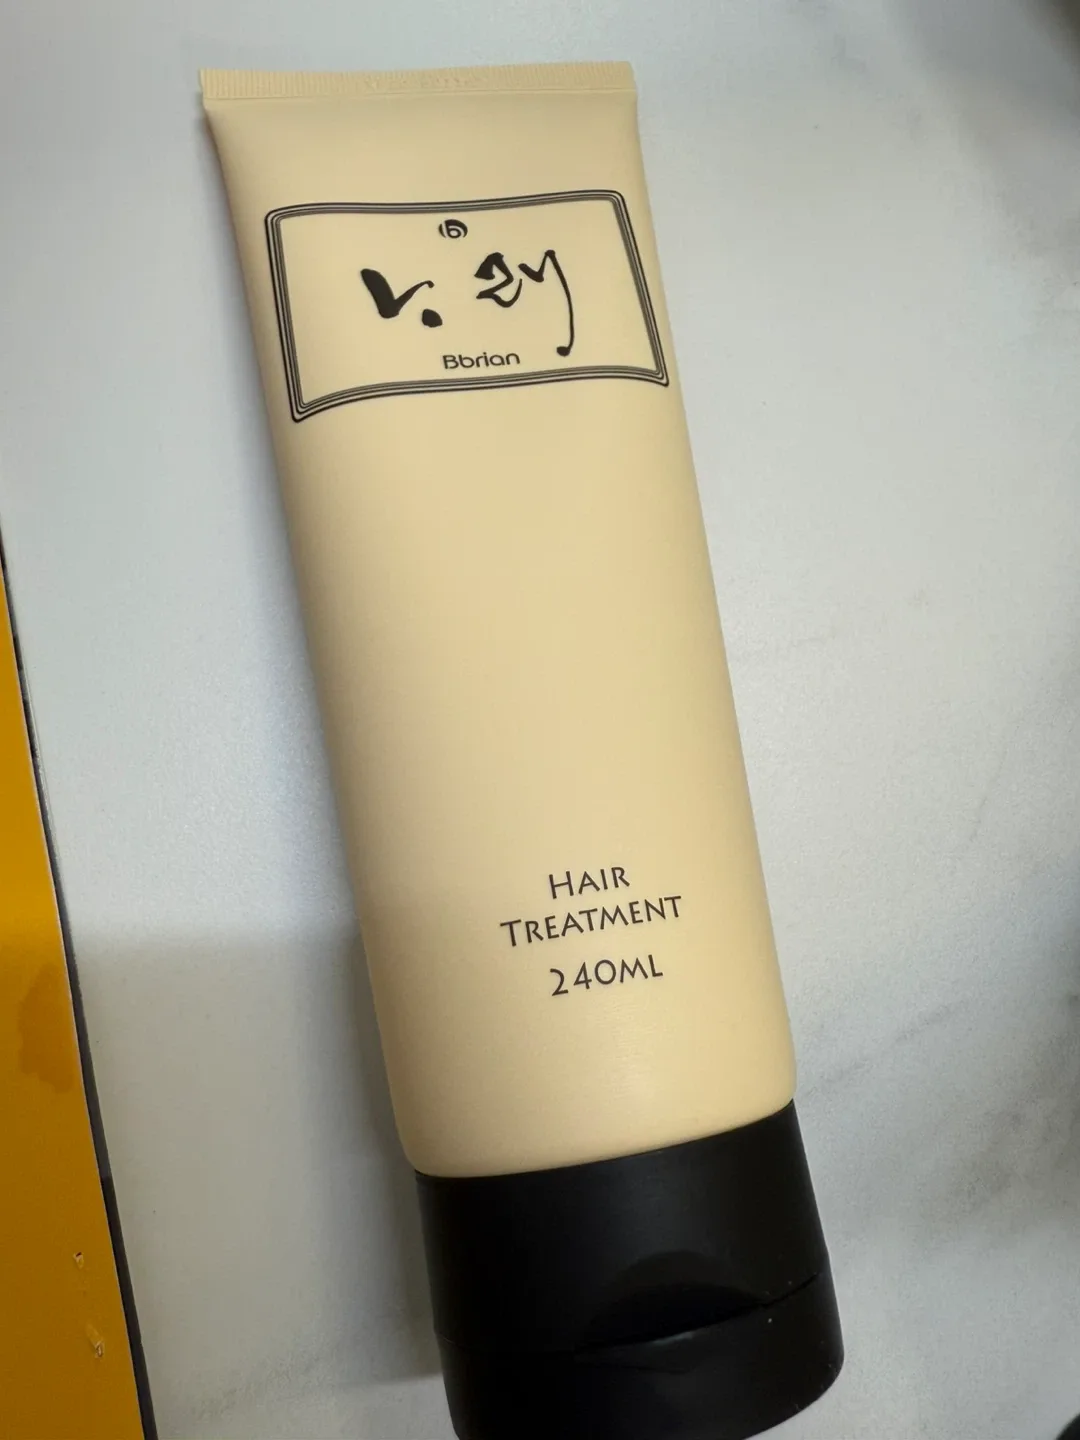 b
Bbrian
HAIR
TREATMENT
240ML